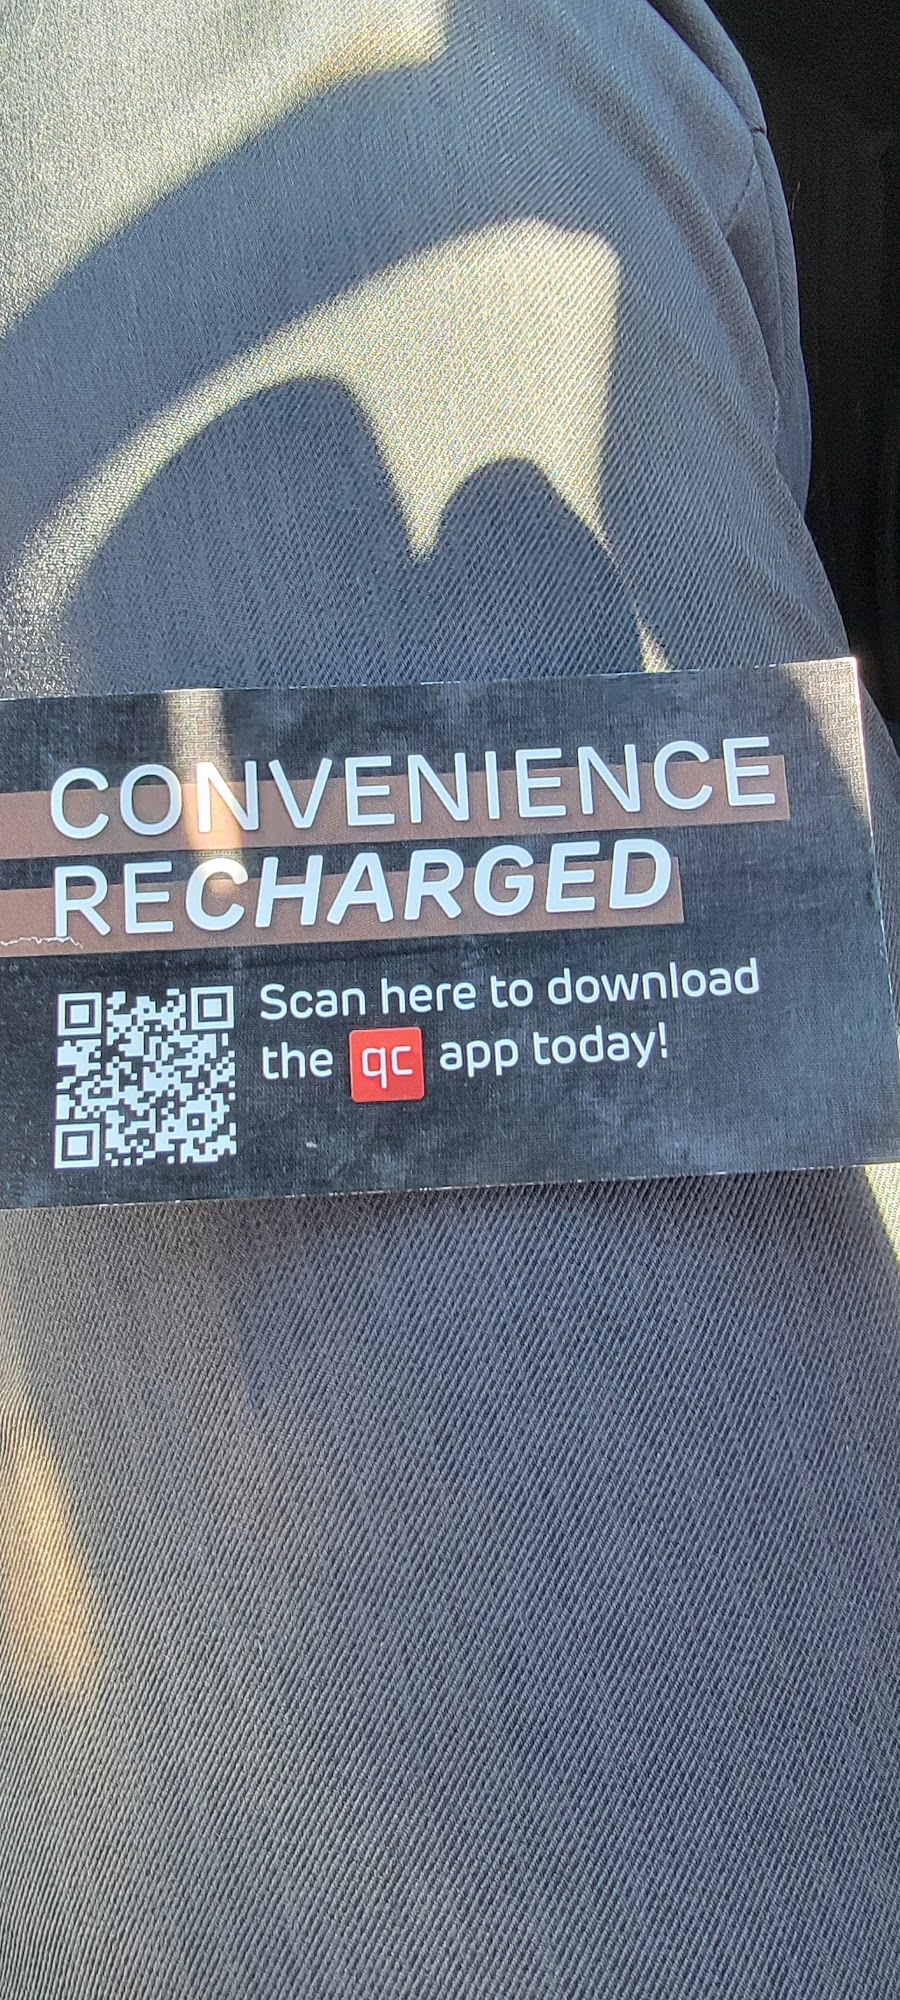 CONVENIENCE
RECHARGED
Scan here to download
the qc app today!